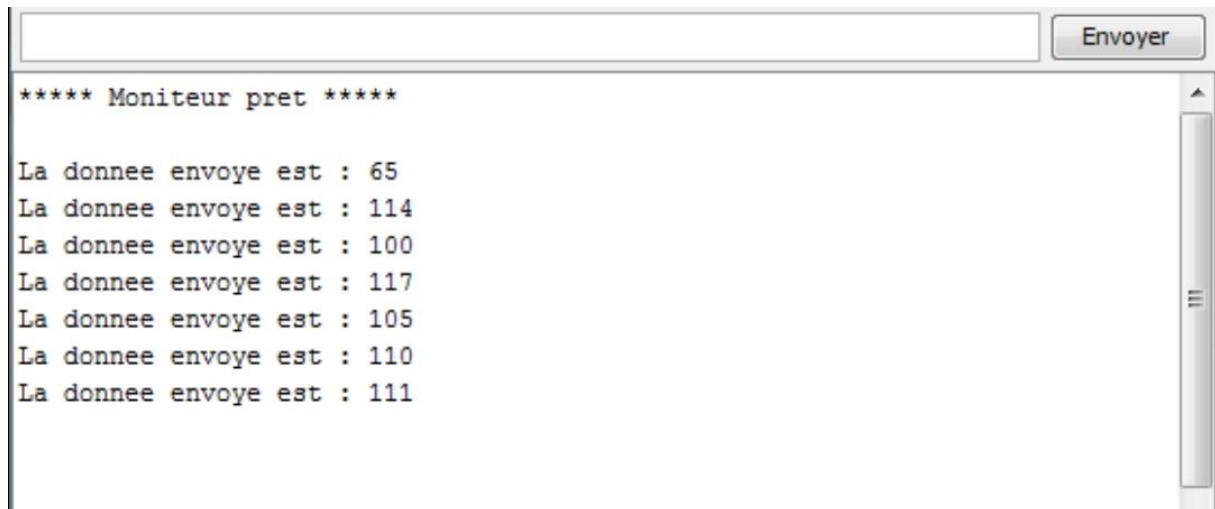 Envoyer
***** Moniteur pret *****
La donnee envoye est : 65
La donnee envoye est : 114
La donnee envoye est : 100
La donnee envoye est : 117
La donnee envoye est : 105
La donnee envoye est : 110
La donnee envoye est : 111